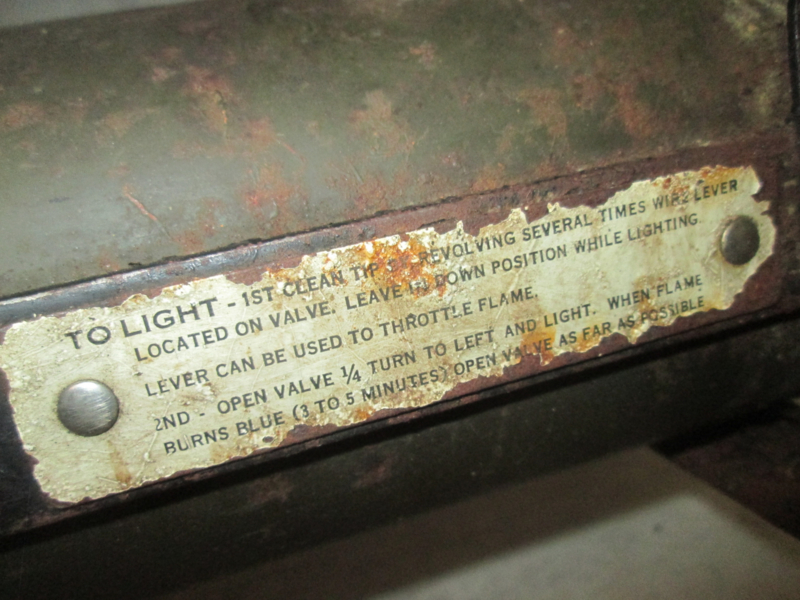 TO LIGHT - 1ST CLEAN TIP REVOLVING SEVERAL TIMES WIRE LEVER
LOCATED ON VALVE. LEAVE IN DOWN POSITION WHILE LIGHTING
LEVER CAN BE USED TO THROTTLE FLAME.
2ND - OPEN VALVE 1/4 TURN TO LEFT AND LIGHT. WHEN FLAME
BURNS BLUE (3 TO 5 MINUTES) OPEN VALVE AS FAR AS POSSIBLE